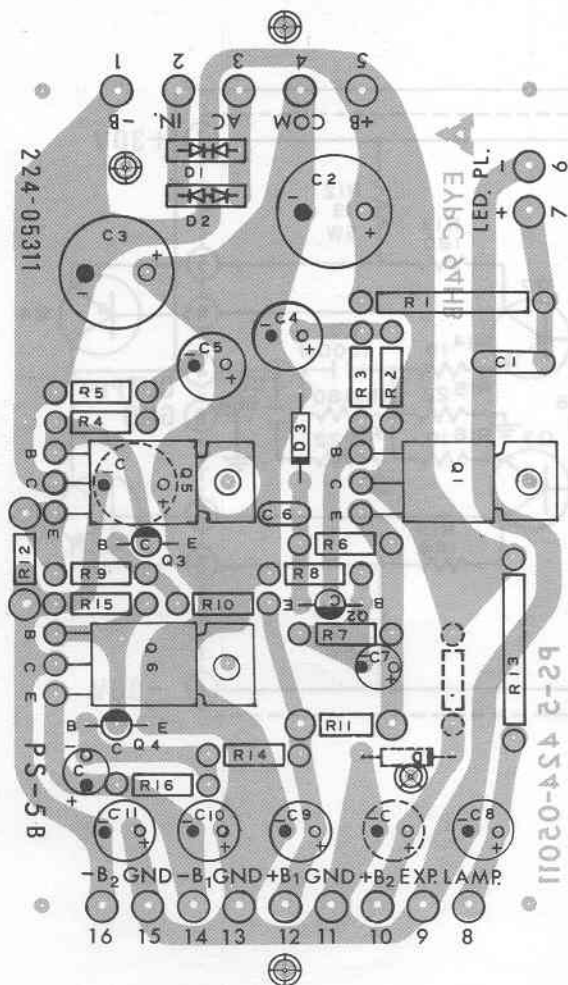 1 2 3 4 5
-B IN. AC COM +B
6
7
LED. PL. - +
EYPC 94HB
224-05311
D1
D2
C2
- +
C3
- +
C4
- +
C5
- +
R1
C1
R3
R2
D3
R5
R4
B
C
E
C
- +
Q5
B
C
E
Q1
C6
R12
B C E
Q3
R6
R9
R8
R15
R10
E C B
Q2
R7
C7
- +
B
C
E
Q6
R13
B C E
Q4
R11
R14
D
- C +
R16
PS-5B
PS-5 424-05011
C11
- +
C10
- +
C9
- +
C
- +
C8
- +
-B₂ GND -B₁ GND +B₁ GND +B₂ EXP. LAMP.
16 15 14 13 12 11 10 9 8